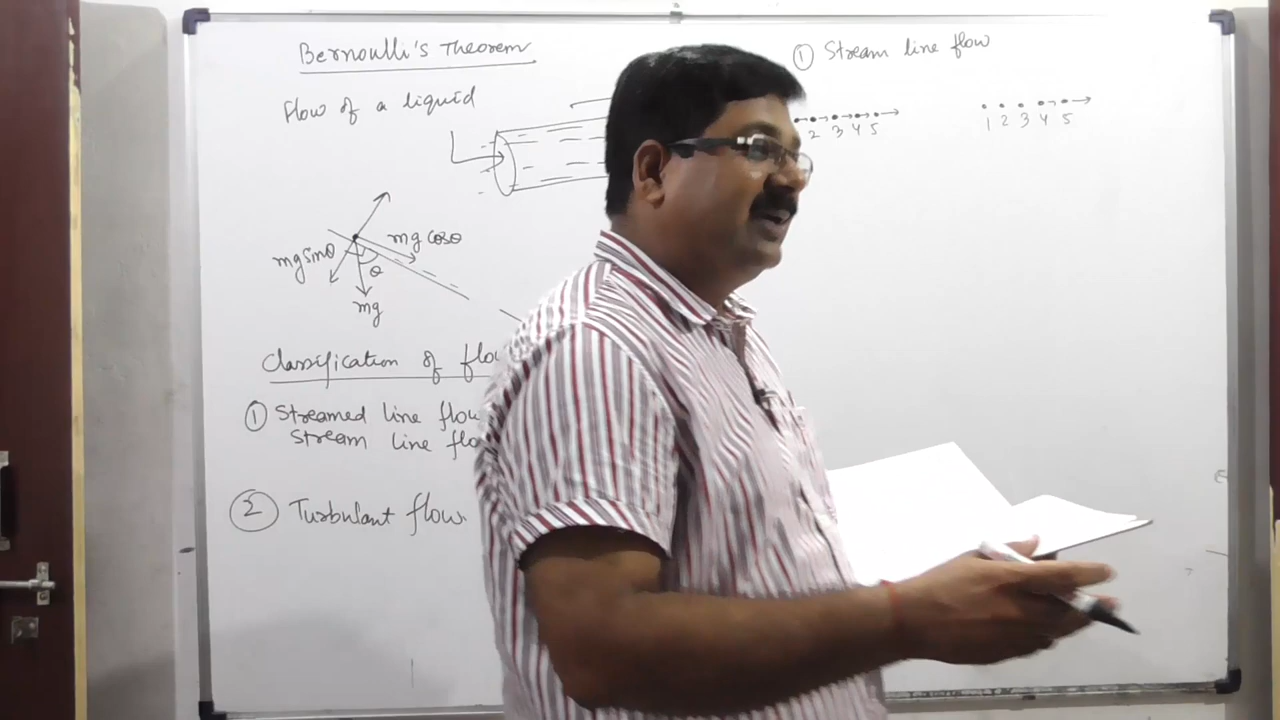 Bernoulli's Theorem
Flow of a liquid
mg sinθ
mg cosθ
θ
mg
Classification of
① Streamed line
Stream line
② Turbulant flow.
① Stream line flow
2 3 4 5
1 2 3 4 5